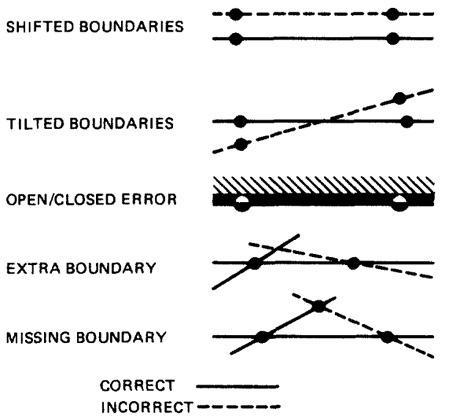 SHIFTED BOUNDARIES
TILTED BOUNDARIES
OPEN/CLOSED ERROR
EXTRA BOUNDARY
MISSING BOUNDARY
CORRECT
INCORRECT